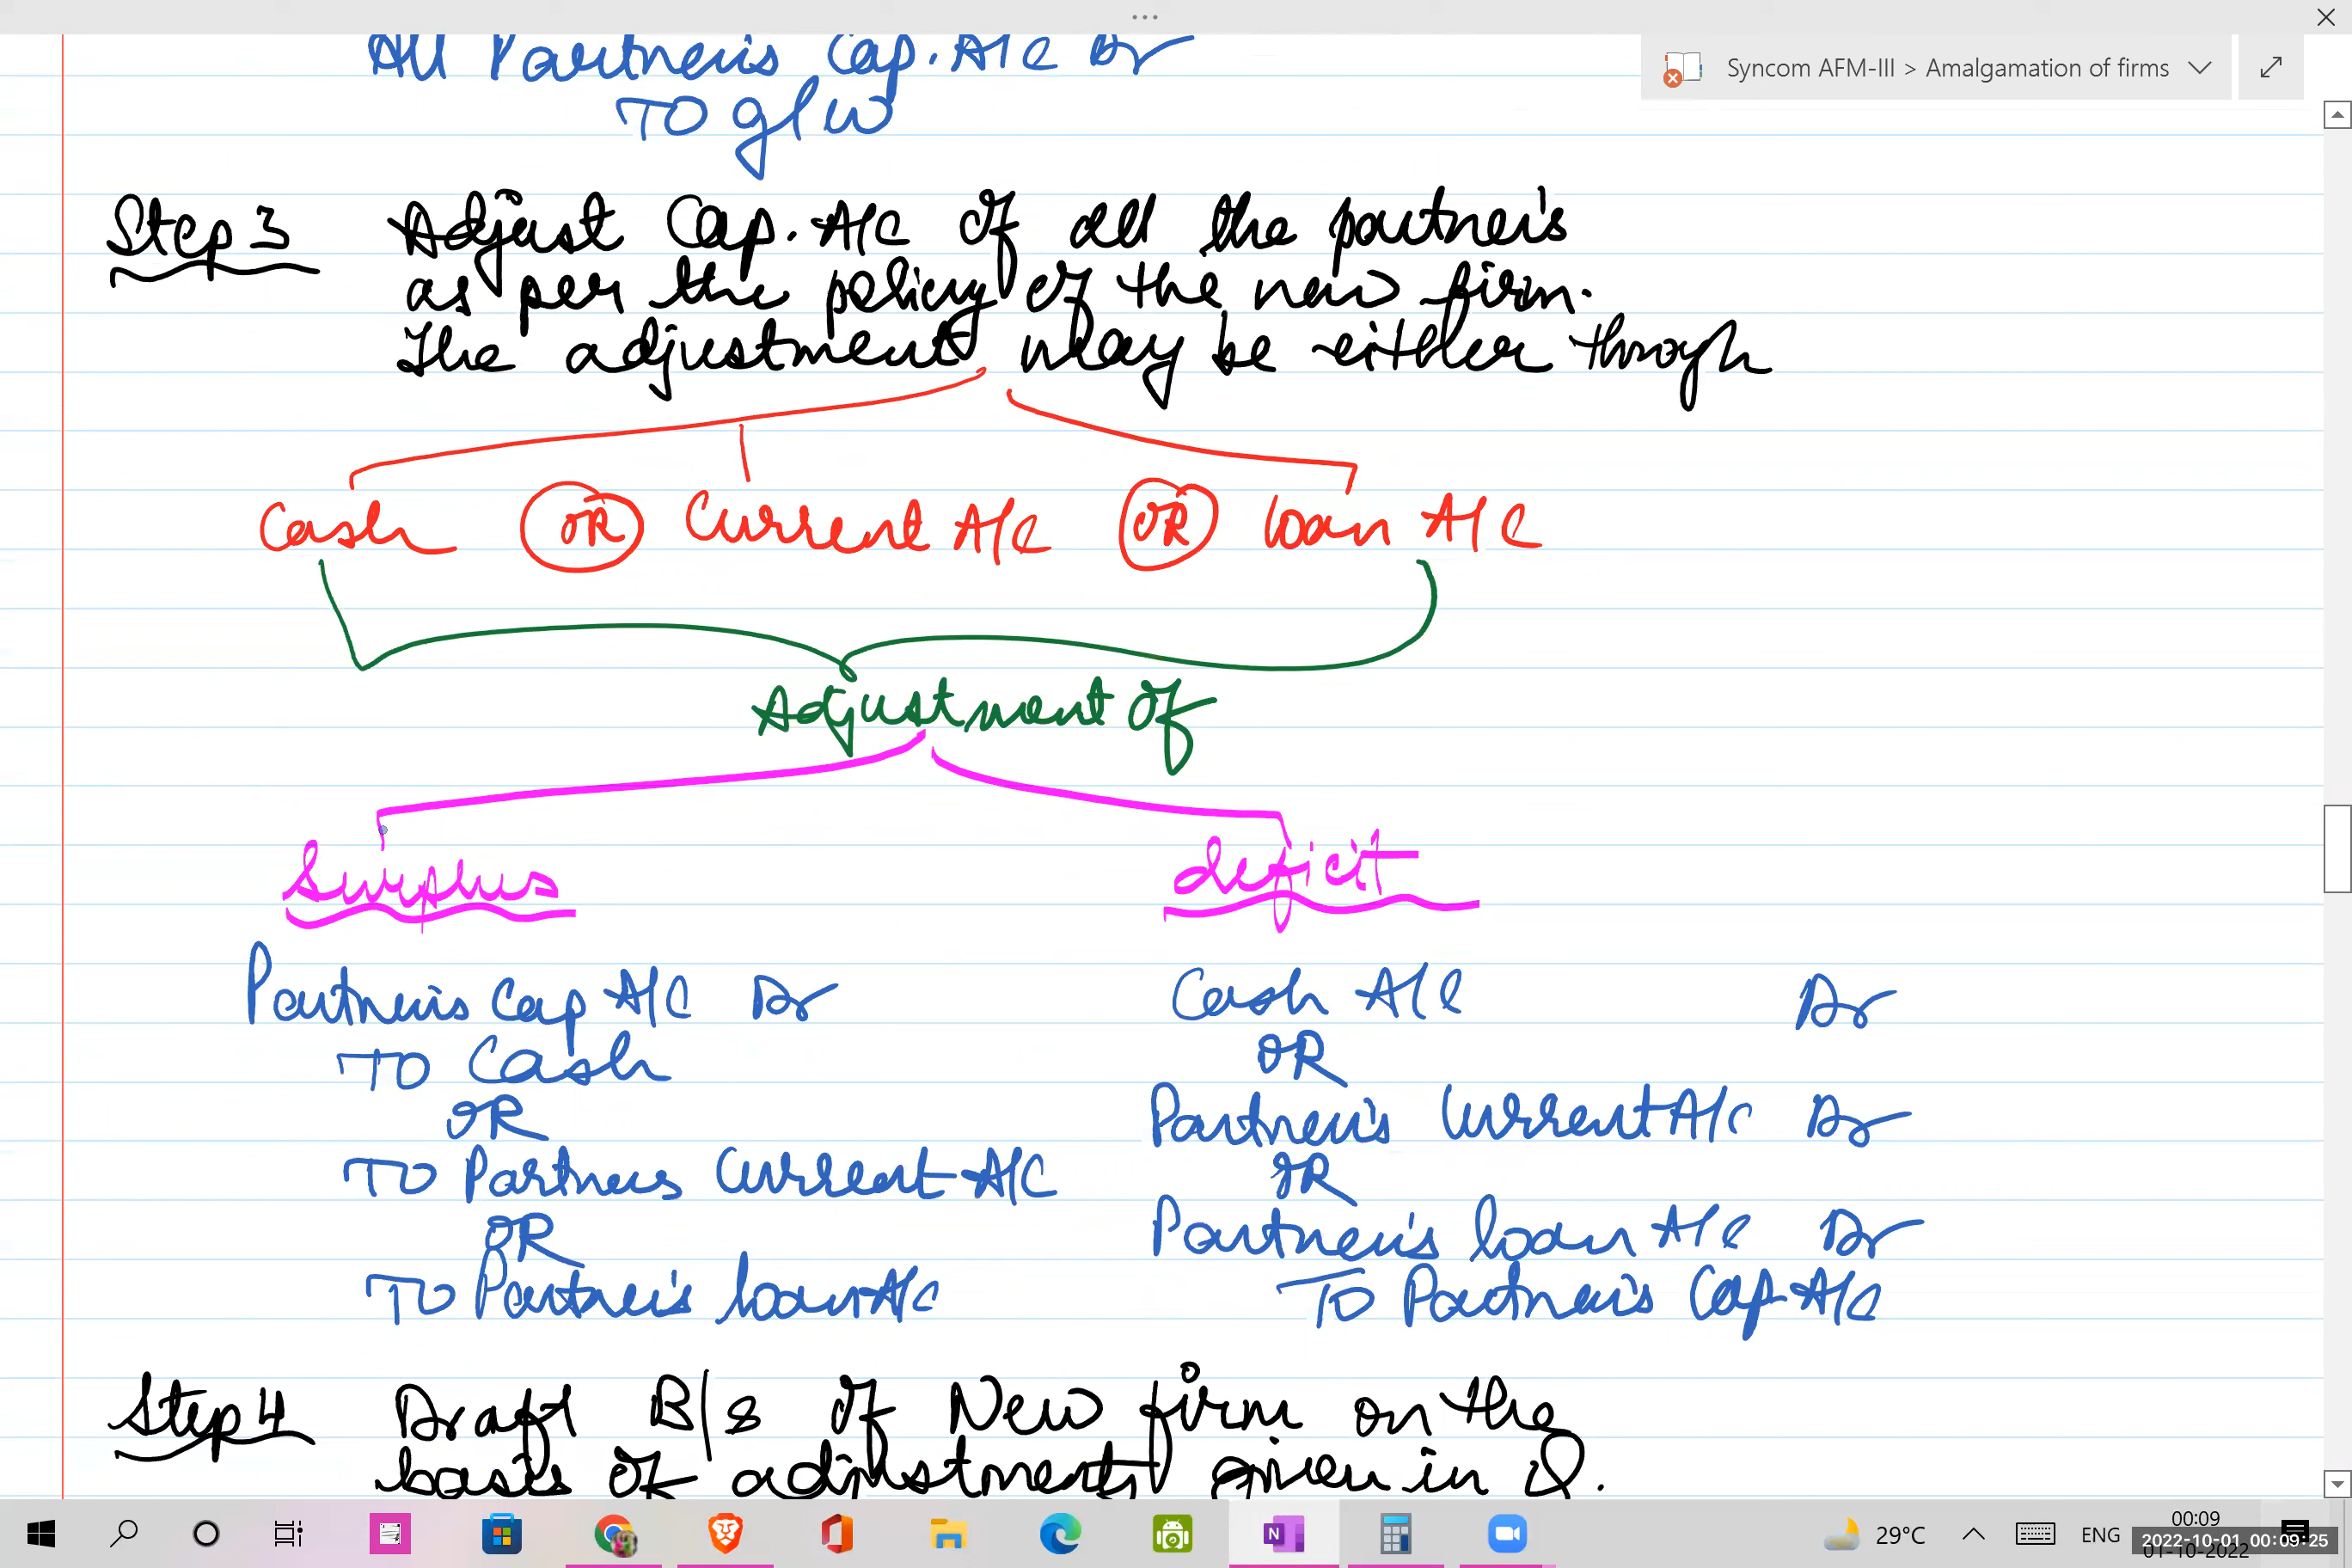 Syncom AFM-III > Amalgamation of firms
All Partner's Cap. A/c Dr
TO g/w
Step 3 Adjust Cap. A/c of all the partner's
as per the policy of the new firm.
The adjustment may be either through
Cash OR Current A/c OR loan A/c
Adjustment of
Surplus deficit
Partner's Cap A/C Dr
TO Cash
OR
TO Partners Current A/C
OR
TO Partner's loan A/c
Cash A/c Dr
OR
Partner's Current A/c Dr
OR
Partner's loan A/c Dr
TO Partner's Cap A/c
Step 4 Draft B/s of New firm on the
basis of adjustments given in Q.
29°C
ENG
00:09
2022-10-01 00:09:25
01-10-2022